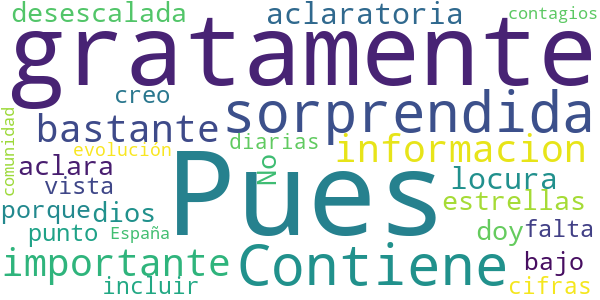 desescalada aclaratoria contagios
gratamente
creo sorprendida
bastante diarias informacion
comunidad evolución No
aclara locura
vista estrellas
porque dios Pues doy falta
punto España
importante Contiene bajo
incluir cifras